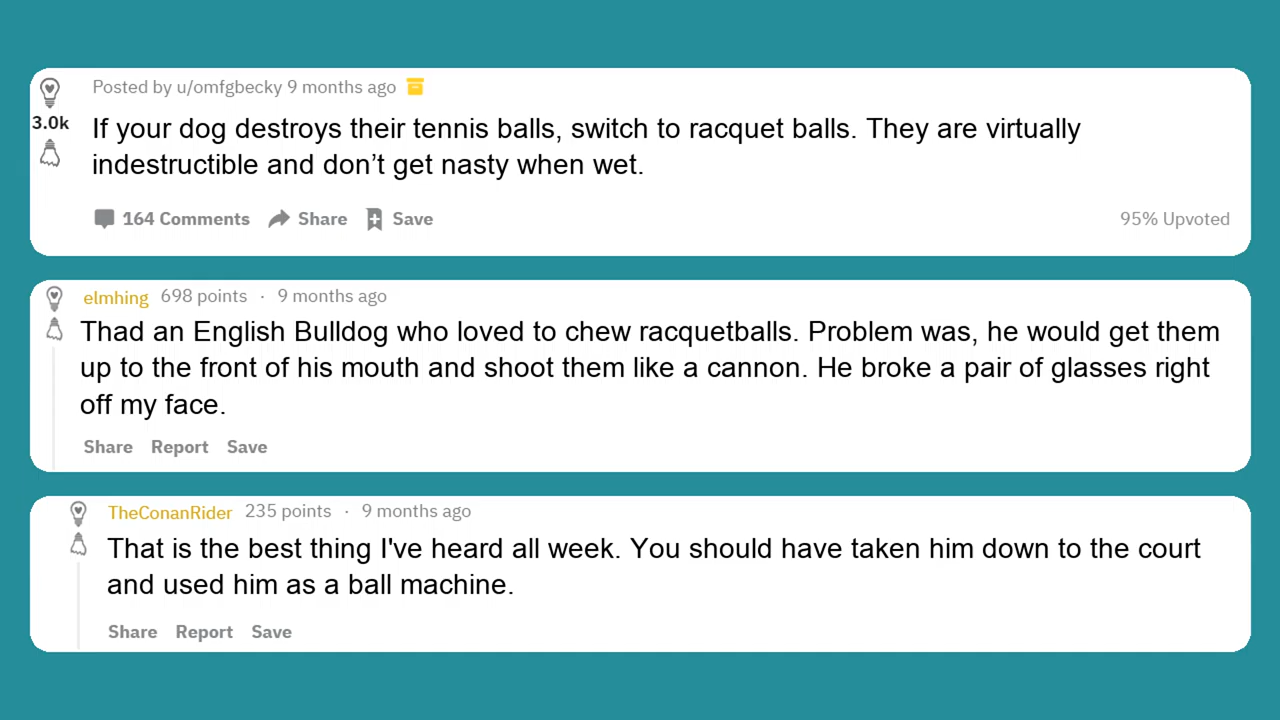 Posted by u/omfgbecky 9 months ago
3.0k
If your dog destroys their tennis balls, switch to racquet balls. They are virtually
indestructible and don’t get nasty when wet.
164 Comments Share Save 95% Upvoted
elmhing 698 points · 9 months ago
Thad an English Bulldog who loved to chew racquetballs. Problem was, he would get them
up to the front of his mouth and shoot them like a cannon. He broke a pair of glasses right
off my face.
Share Report Save
TheConanRider 235 points · 9 months ago
That is the best thing I've heard all week. You should have taken him down to the court
and used him as a ball machine.
Share Report Save